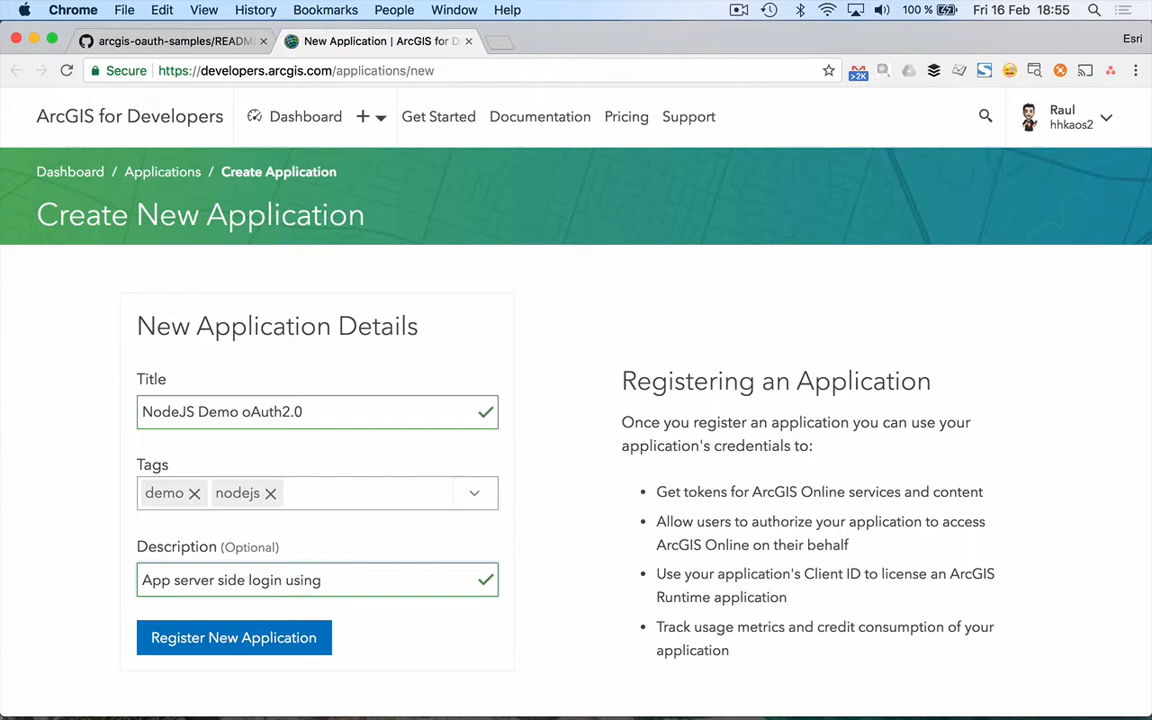 Chrome File Edit View History Bookmarks People Window Help 100 % Fri 16 Feb 18:55
arcgis-oauth-samples/READM
New Application | ArcGIS for D
Esri
Secure https://developers.arcgis.com/applications/new
>2K
ArcGIS for Developers Dashboard Get Started Documentation Pricing Support
Raul
hhkaos2
Dashboard / Applications / Create Application
Create New Application
New Application Details
Title
NodeJS Demo oAuth2.0
Tags
demo nodejs
Description (Optional)
App server side login using
Register New Application
Registering an Application
Once you register an application you can use your
application's credentials to:
• Get tokens for ArcGIS Online services and content
• Allow users to authorize your application to access
ArcGIS Online on their behalf
• Use your application's Client ID to license an ArcGIS
Runtime application
• Track usage metrics and credit consumption of your
application